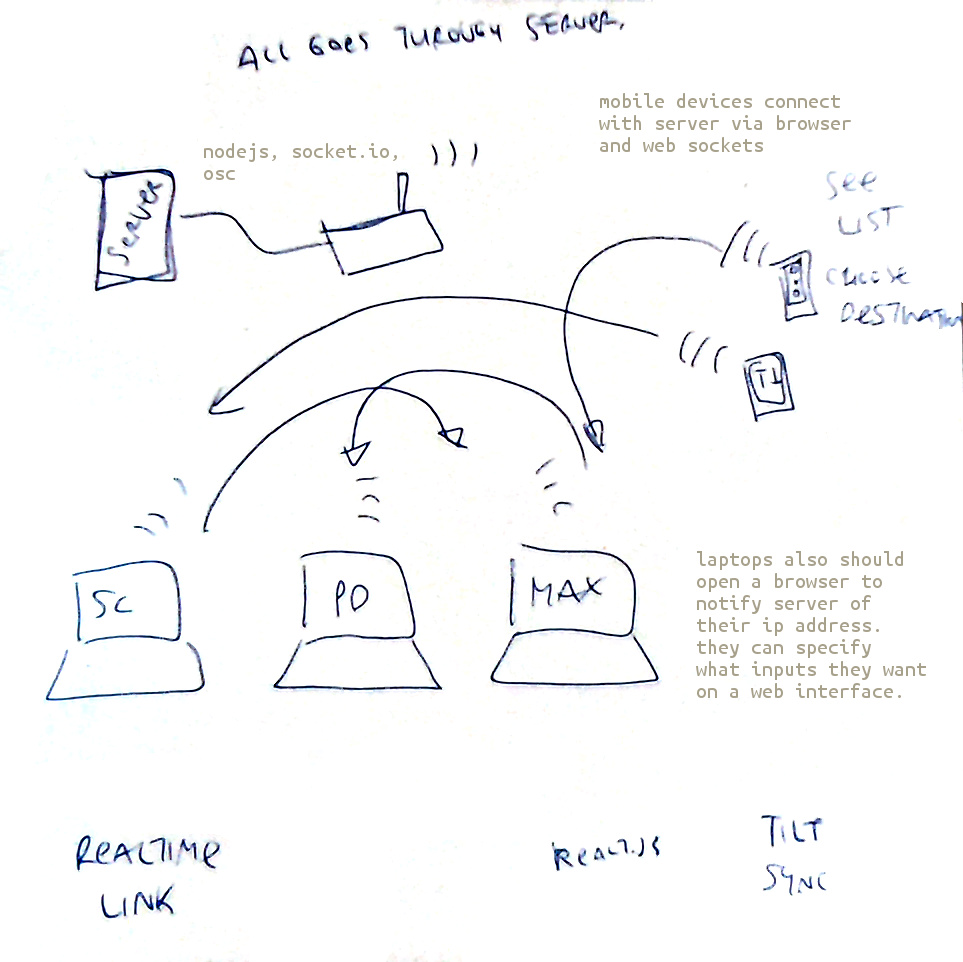 ALL GOES THROUGH SERVER.
mobile devices connect
with server via browser
and web sockets
nodejs, socket.io,
osc
SERVER
SEE
LIST
CHOOSE
DESTINATION
SC
PD
MAX
laptops also should
open a browser to
notify server of
their ip address.
they can specify
what inputs they want
on a web interface.
REALTIME
LINK
REALT.JS
TILT
SYNC